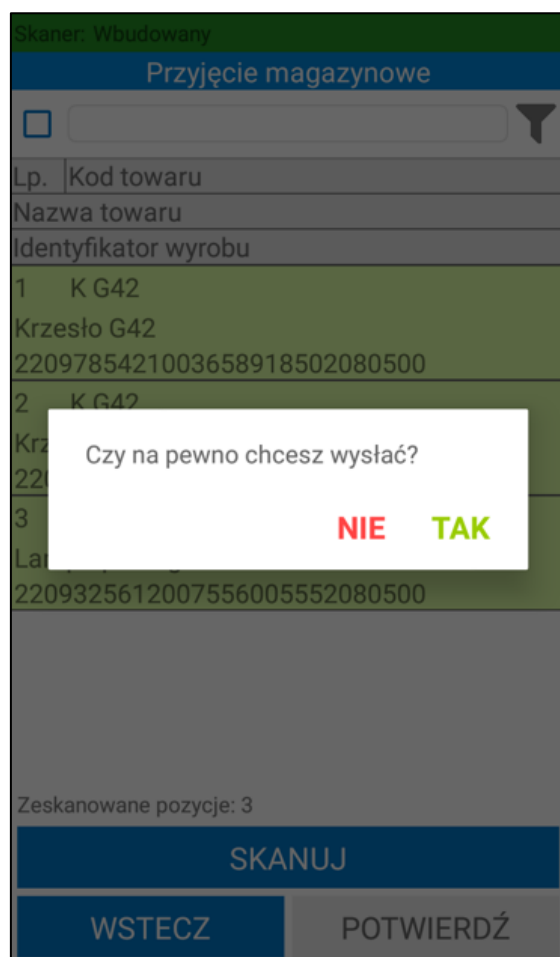 Skaner: Wbudowany
Przyjęcie magazynowe
Lp. Kod towaru
Nazwa towaru
Identyfikator wyrobu
1 K G42
Krzesło G42
2209785421003658918502080500
2 K G42
Czy na pewno chcesz wysłać?
NIE TAK
3
2209325612007556005552080500
Zeskanowane pozycje: 3
SKANUJ
WSTECZ POTWIERDŹ